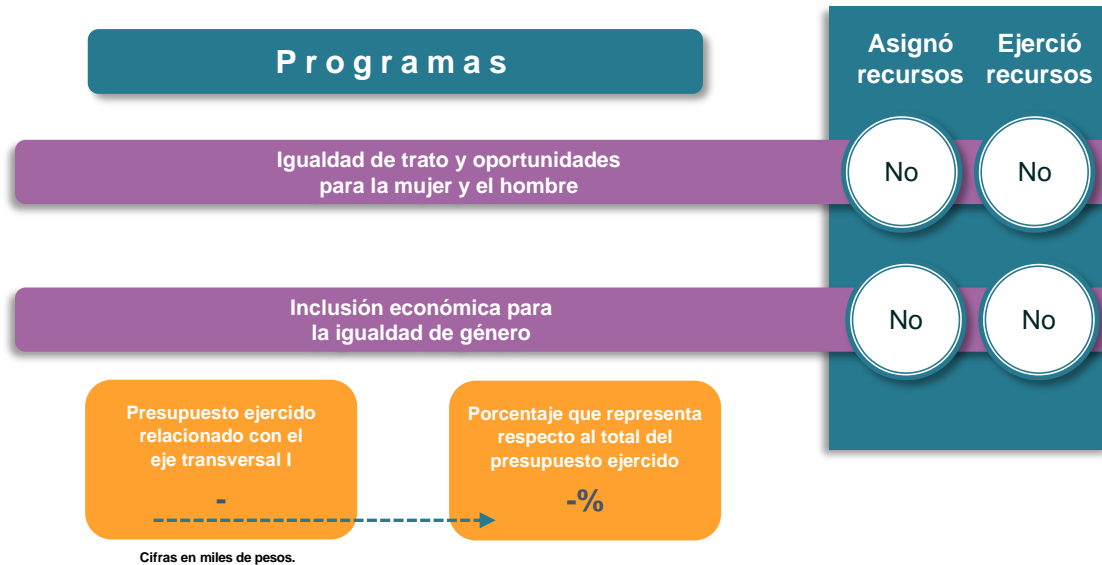 Programas
Asignó
recursos
Ejerció
recursos
Igualdad de trato y oportunidades
para la mujer y el hombre
No
No
Inclusión económica para
la igualdad de género
No
No
Presupuesto ejercido
relacionado con el
eje transversal I
-
Porcentaje que representa
respecto al total del
presupuesto ejercido
-%
Cifras en miles de pesos.